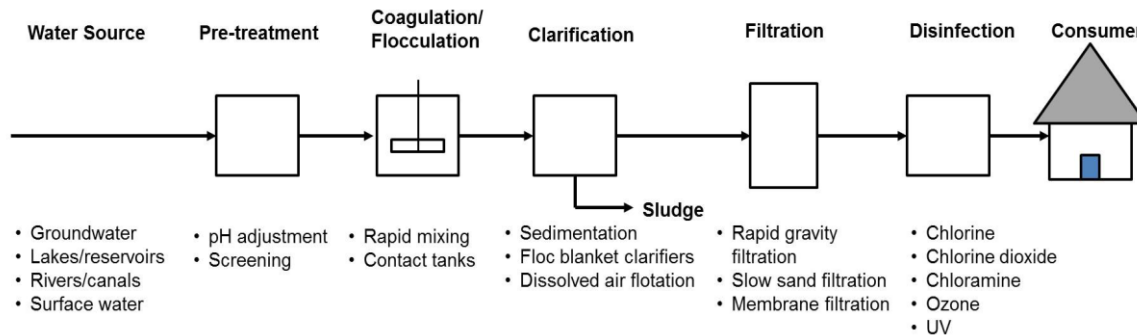 Water Source
Pre-treatment
Coagulation/
Flocculation
Clarification
Filtration
Disinfection
Consumer
Sludge
• Groundwater
• Lakes/reservoirs
• Rivers/canals
• Surface water
• pH adjustment
• Screening
• Rapid mixing
• Contact tanks
• Sedimentation
• Floc blanket clarifiers
• Dissolved air flotation
• Rapid gravity
filtration
• Slow sand filtration
• Membrane filtration
• Chlorine
• Chlorine dioxide
• Chloramine
• Ozone
• UV